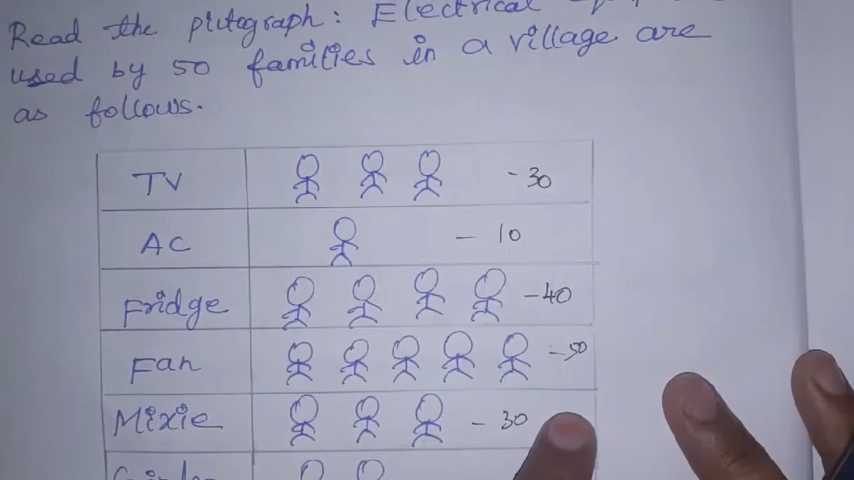 Read the pictograph: Electrical
used by 50 families in a village are
as follows.
TV - 30
AC - 10
Fridge - 40
Fan - 50
Mixie - 30